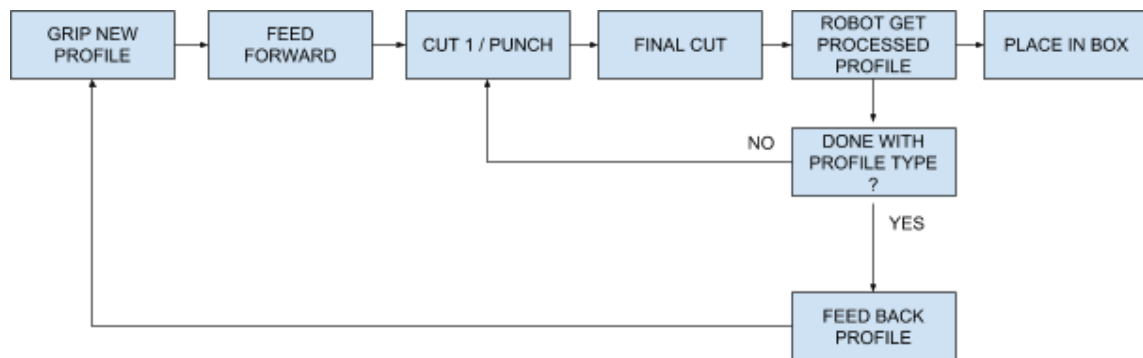 GRIP NEW
PROFILE
FEED
FORWARD
CUT 1 / PUNCH
FINAL CUT
ROBOT GET
PROCESSED
PROFILE
PLACE IN BOX
NO
DONE WITH
PROFILE TYPE
?
YES
FEED BACK
PROFILE